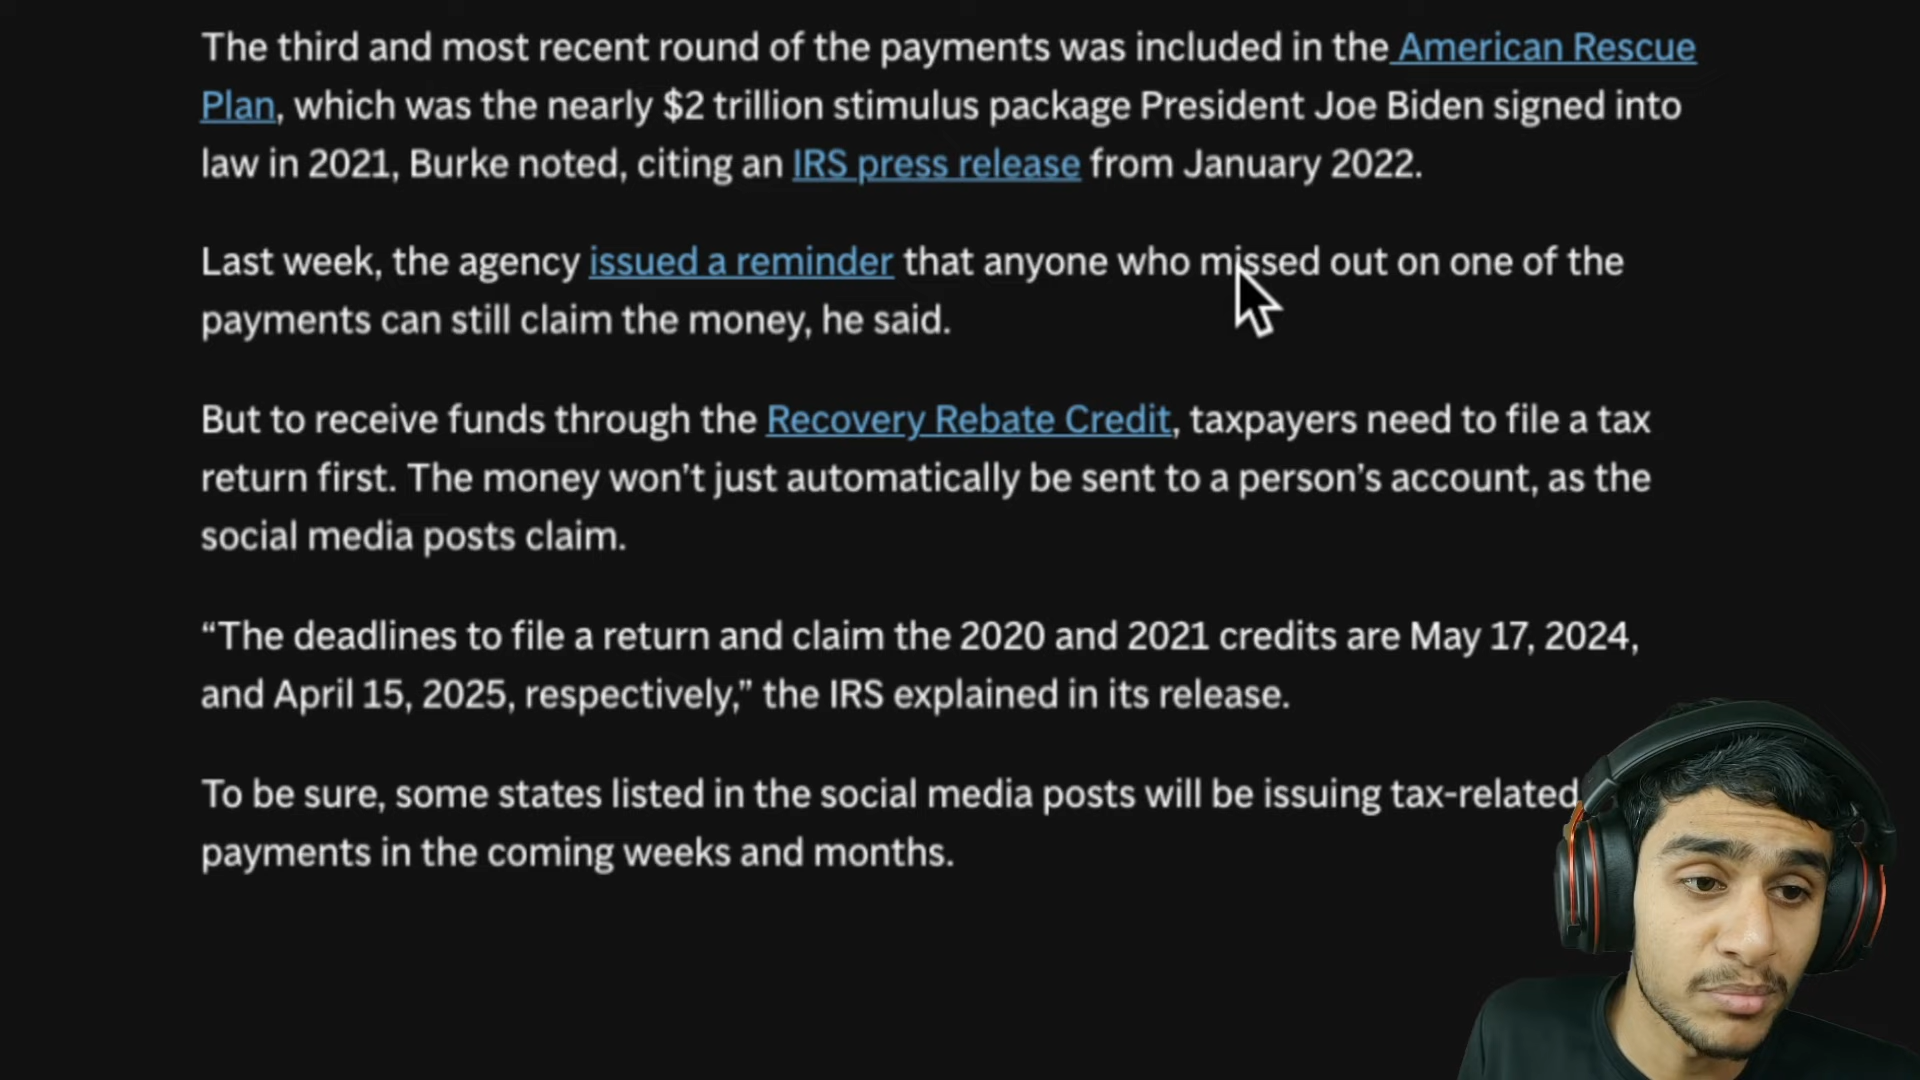 The third and most recent round of the payments was included in the American Rescue
Plan, which was the nearly $2 trillion stimulus package President Joe Biden signed into
law in 2021, Burke noted, citing an IRS press release from January 2022.
Last week, the agency issued a reminder that anyone who missed out on one of the
payments can still claim the money, he said.
But to receive funds through the Recovery Rebate Credit, taxpayers need to file a tax
return first. The money won’t just automatically be sent to a person’s account, as the
social media posts claim.
“The deadlines to file a return and claim the 2020 and 2021 credits are May 17, 2024,
and April 15, 2025, respectively,” the IRS explained in its release.
To be sure, some states listed in the social media posts will be issuing tax-related
payments in the coming weeks and months.